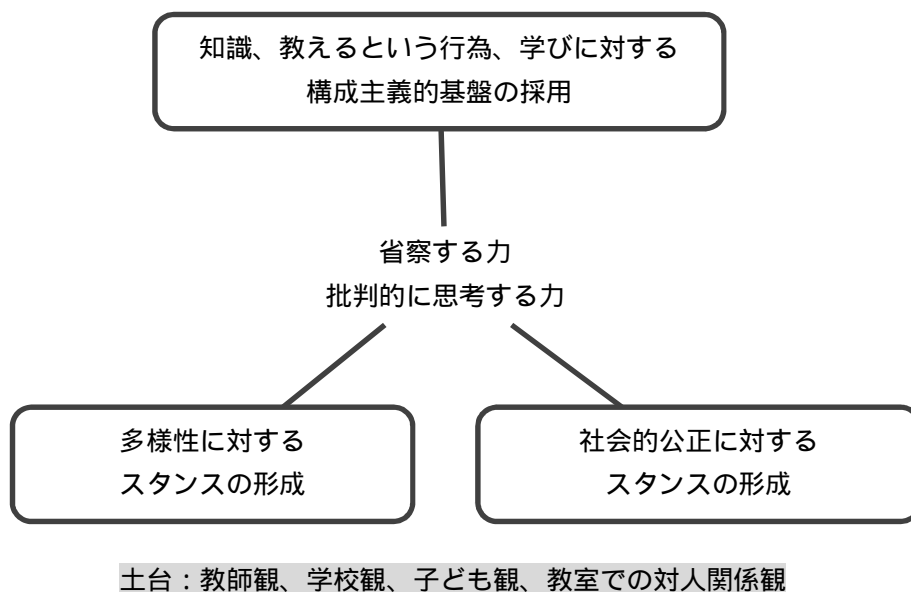 知識、教えるという行為、学びに対する
構成主義的基盤の採用
省察する力
批判的に思考する力
多様性に対する
スタンスの形成
社会的公正に対する
スタンスの形成
土台：教師観、学校観、子ども観、教室での対人関係観